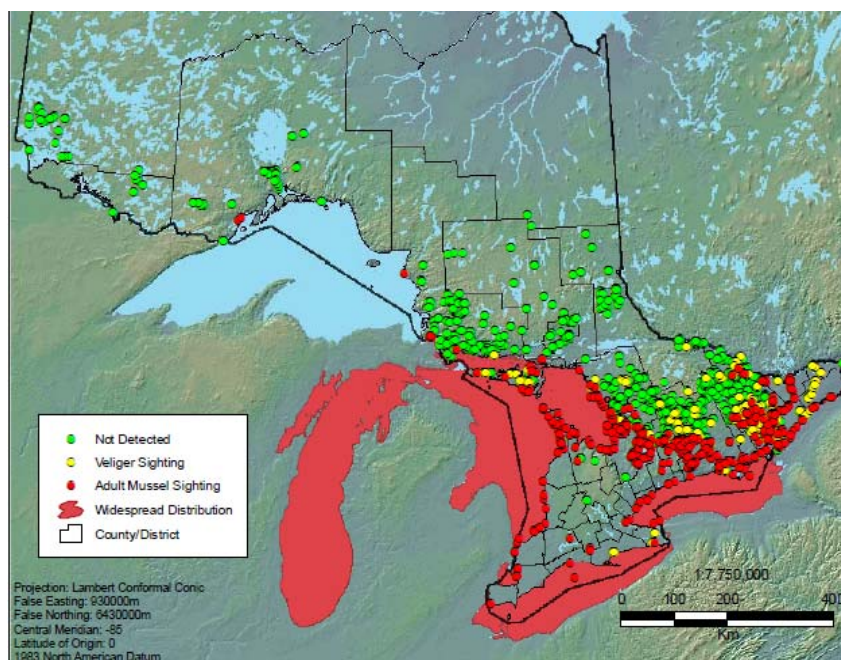 Not Detected
Veliger Sighting
Adult Mussel Sighting
Widespread Distribution
County/District
Projection: Lambert Conformal Conic
False Easting: 930000m
False Northing: 6430000m
Central Meridian: -85
Latitude of Origin: 0
1983 North American Datum
1:7,750,000
0 100 200 400
Km